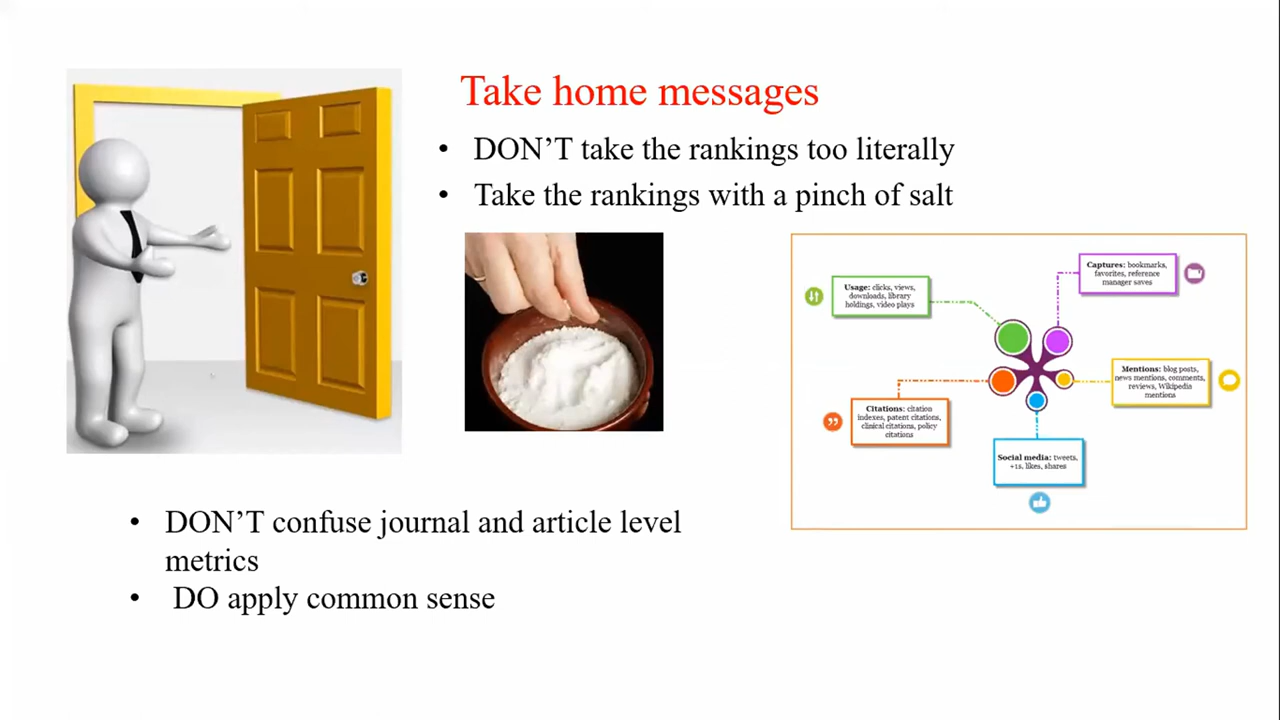 Take home messages
• DON'T take the rankings too literally
• Take the rankings with a pinch of salt
Usage: clicks, views,
downloads, library
holdings, video plays
Captures: bookmarks,
favorites, reference
manager saves
Mentions: blog posts,
news mentions, comments,
reviews, Wikipedia
mentions
Citations: citation
indexes, patent citations,
clinical citations, policy
citations
Social media: tweets,
+1s, likes, shares
• DON'T confuse journal and article level
metrics
• DO apply common sense